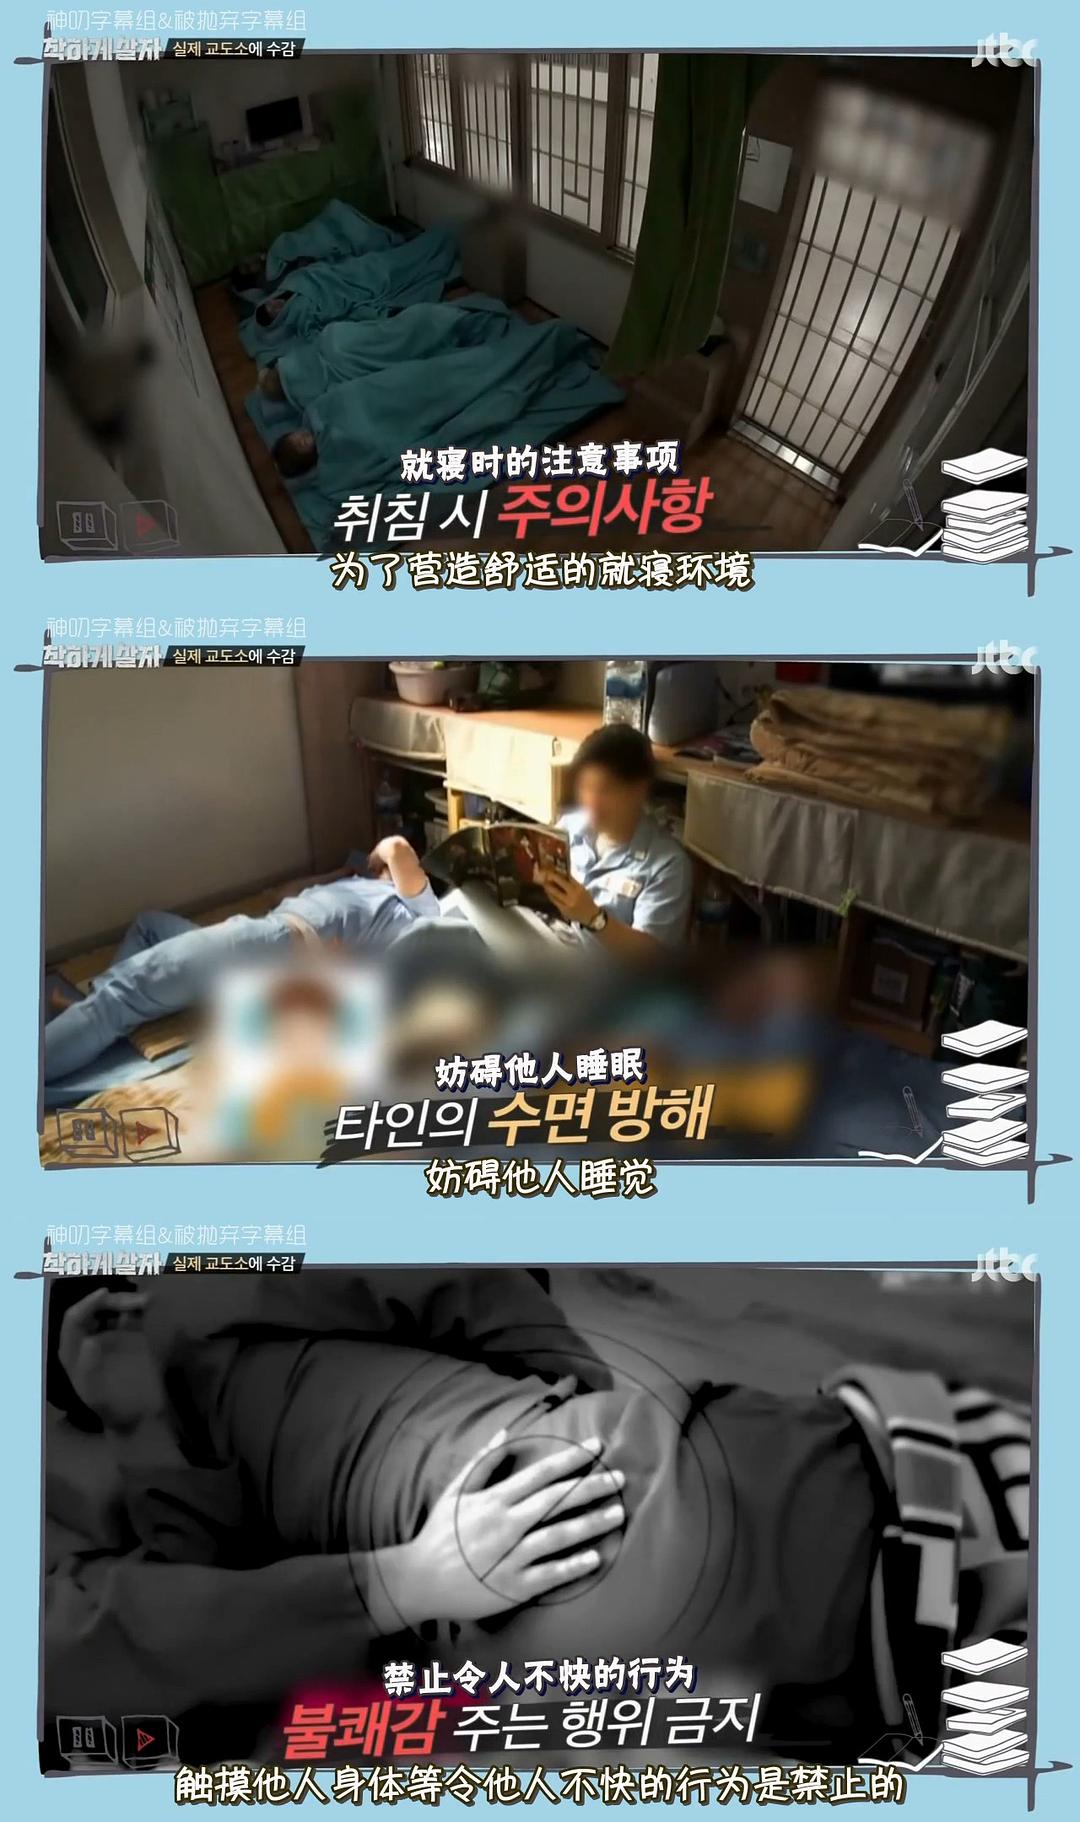 神叨字幕组&被抛弃字幕组
착하게 살자 실제 교도소에 수감
jtbc
就寝时的注意事项
취침 시 주의사항
为了营造舒适的就寝环境
神叨字幕组&被抛弃字幕组
착하게 살자 실제 교도소에 수감
jtbc
妨碍他人睡眠
타인의 수면 방해
妨碍他人睡觉
神叨字幕组&被抛弃字幕组
착하게 살자 실제 교도소에 수감
jtbc
禁止令人不快的行为
불쾌감 주는 행위 금지
触摸他人身体等令他人不快的行为是禁止的